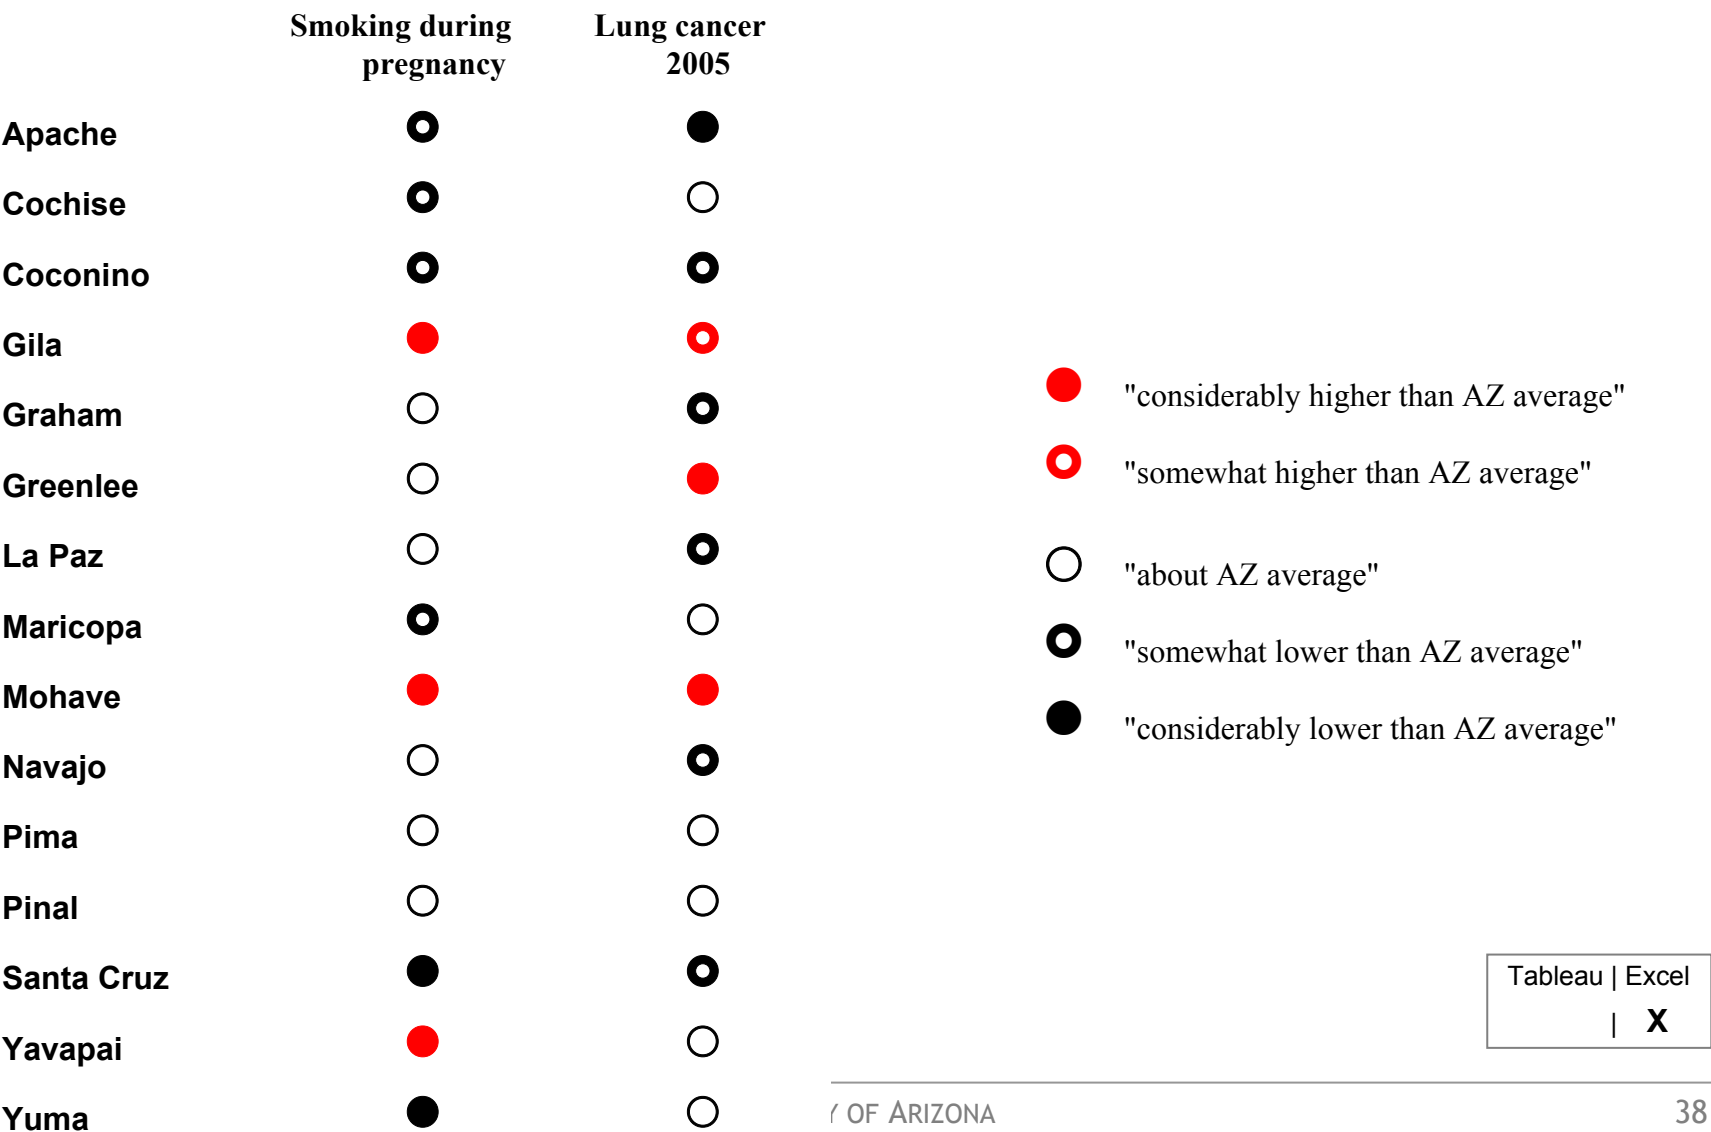 Smoking during Lung cancer
pregnancy 2005
Apache
Cochise
Coconino
Gila
Graham
Greenlee
La Paz
Maricopa
Mohave
Navajo
Pima
Pinal
Santa Cruz
Yavapai
Yuma
"considerably higher than AZ average"
"somewhat higher than AZ average"
"about AZ average"
"somewhat lower than AZ average"
"considerably lower than AZ average"
Tableau | Excel
| X
OF ARIZONA
38